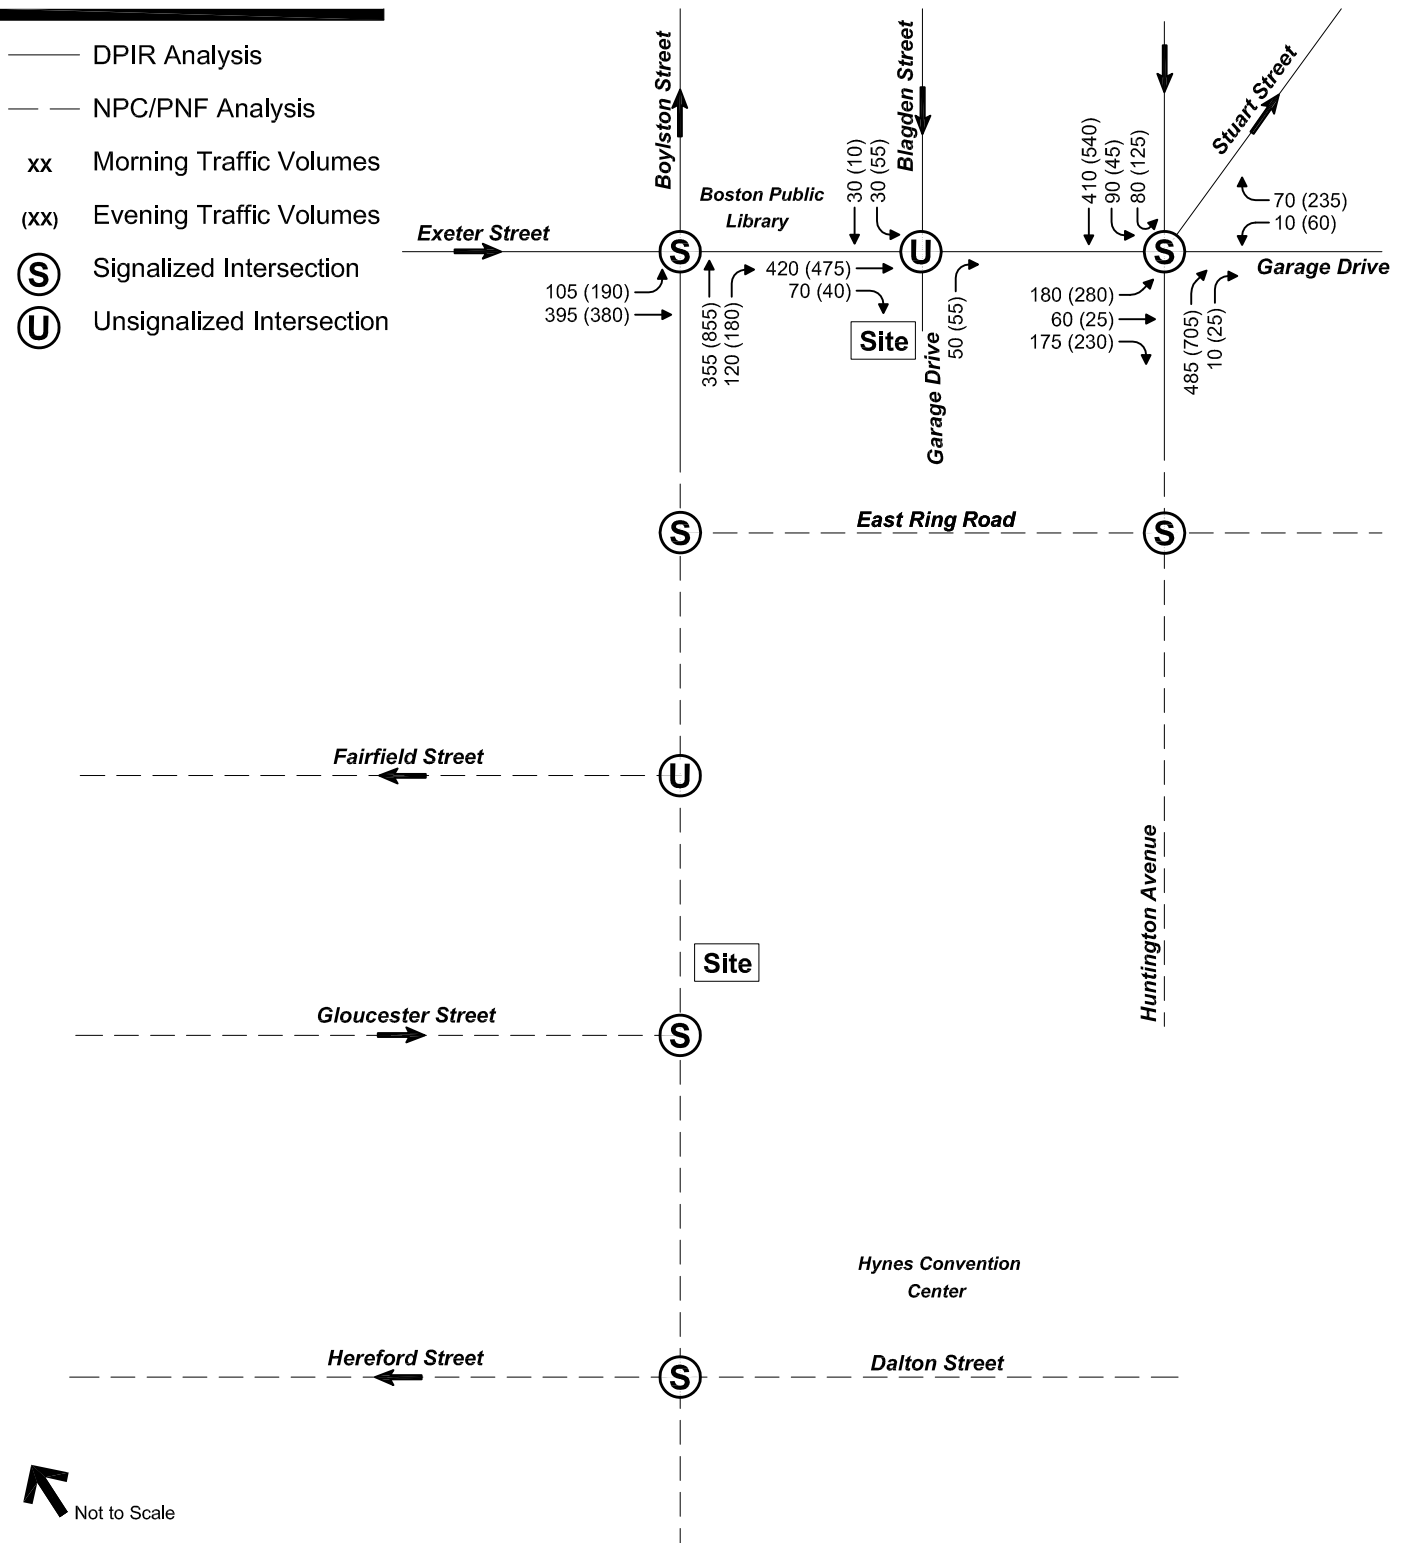 DPIR Analysis
NPC/PNF Analysis
XX Morning Traffic Volumes
(XX) Evening Traffic Volumes
S Signalized Intersection
U Unsignalized Intersection
Boylston Street
Blagden Street
Stuart Street
Boston Public
Library
Exeter Street
30 (10)
30 (55)
410 (540)
90 (45)
80 (125)
70 (235)
10 (60)
S
U
S
Garage Drive
105 (190)
395 (380)
355 (855)
120 (180)
420 (475)
70 (40)
Site
Garage Drive
50 (55)
180 (280)
60 (25)
175 (230)
485 (705)
10 (25)
S
East Ring Road
S
Fairfield Street
U
Huntington Avenue
Site
Gloucester Street
S
Hynes Convention
Center
Hereford Street
S
Dalton Street
Not to Scale